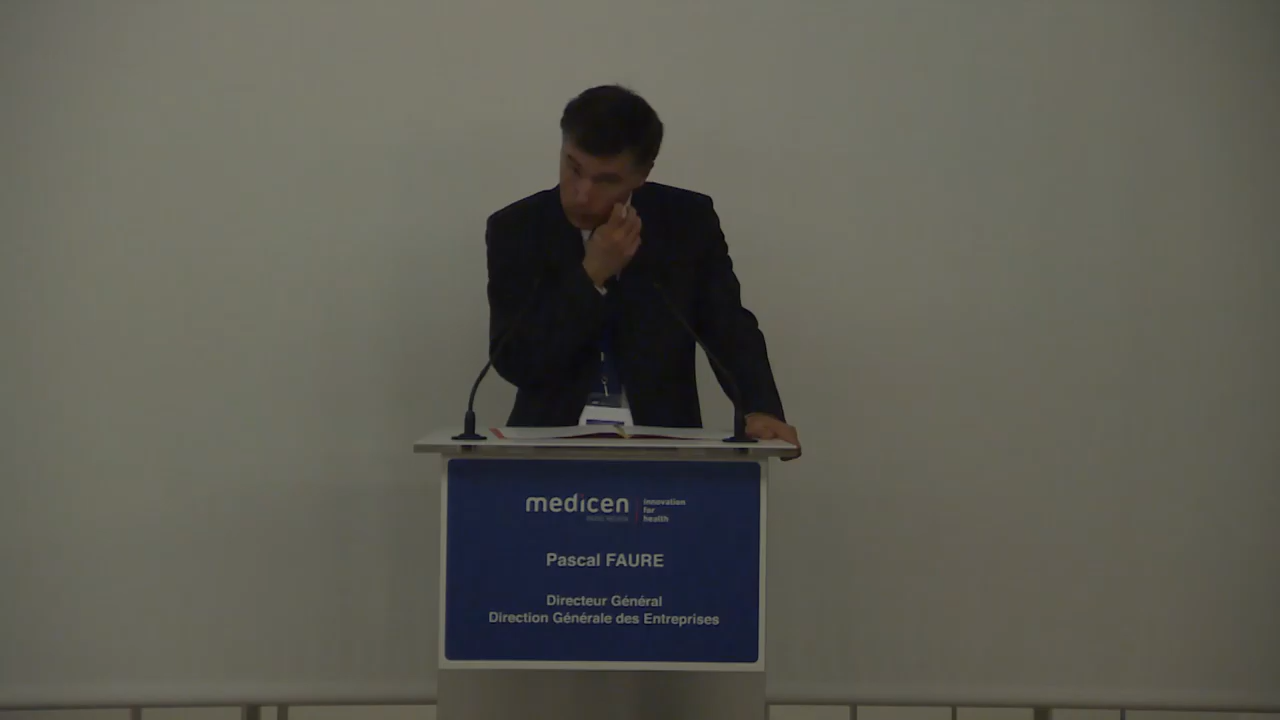 medicen
innovation
for
health
Pascal FAURE
Directeur Général
Direction Générale des Entreprises